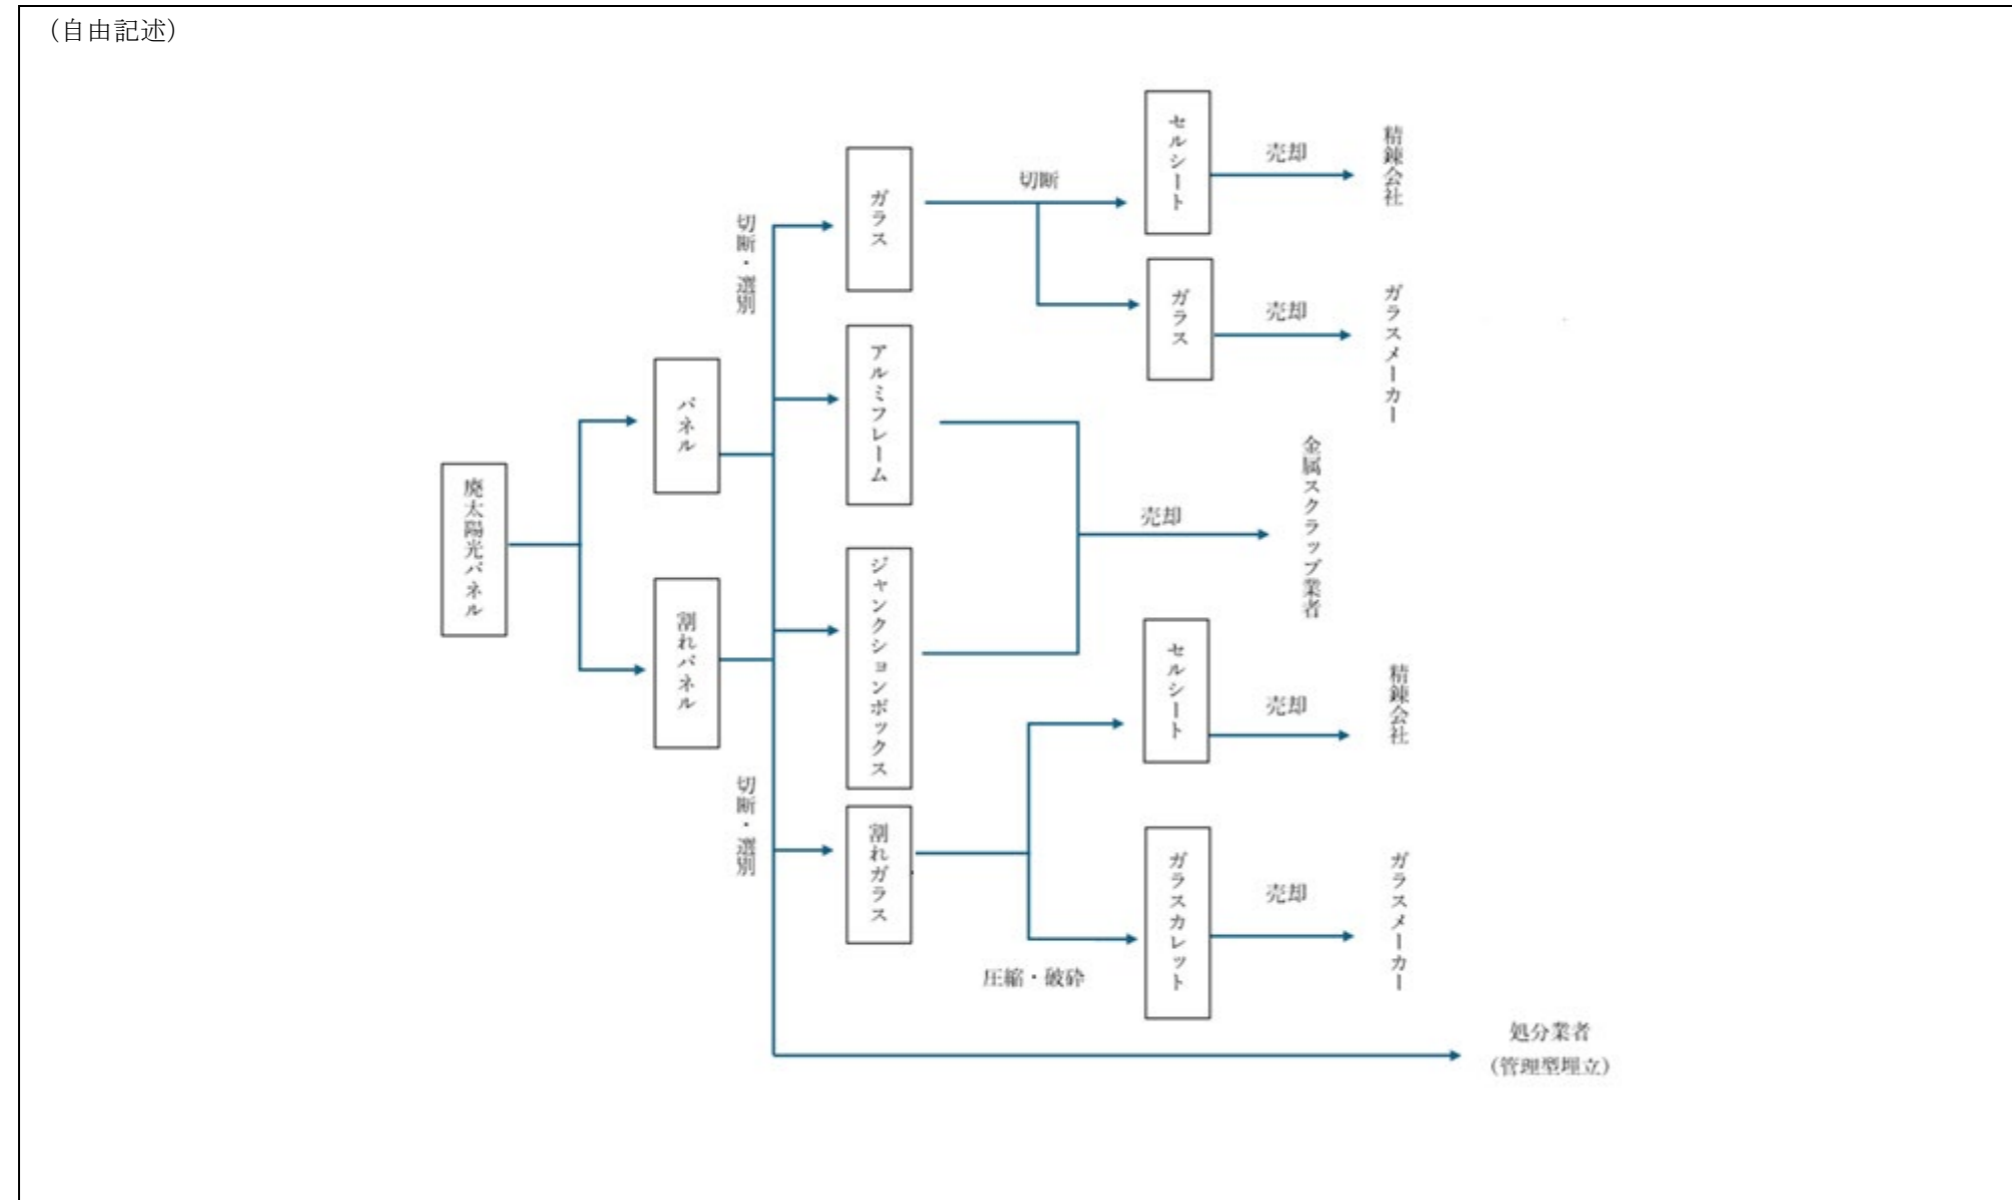 (自由記述)
廃太陽光パネル
パネル
割れパネル
切断・選別
切断・選別
ガラス
アルミフレーム
ジャンクションボックス
割れガラス
切断
圧縮・破砕
セルシート
売却
精錬会社
ガラス
売却
ガラスメーカー
売却
金属スクラップ業者
セルシート
売却
精錬会社
ガラスカレット
売却
ガラスメーカー
処分業者
(管理型埋立)